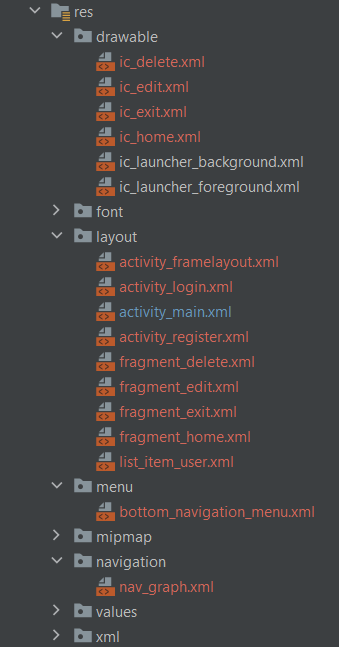 res
drawable
ic_delete.xml
ic_edit.xml
ic_exit.xml
ic_home.xml
ic_launcher_background.xml
ic_launcher_foreground.xml
font
layout
activity_framelayout.xml
activity_login.xml
activity_main.xml
activity_register.xml
fragment_delete.xml
fragment_edit.xml
fragment_exit.xml
fragment_home.xml
list_item_user.xml
menu
bottom_navigation_menu.xml
mipmap
navigation
nav_graph.xml
values
xml